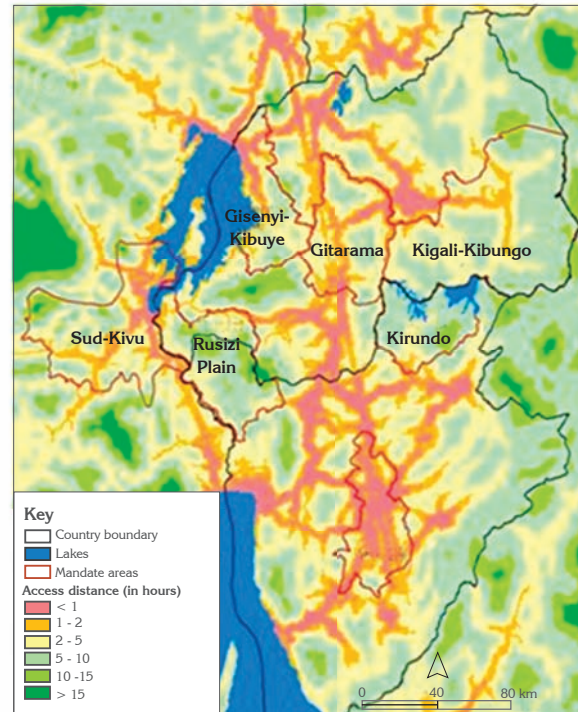 Gisenyi-
Kibuye
Gitarama
Kigali-Kibungo
Sud-Kivu
Rusizi
Plain
Kirundo
Key
Country boundary
Lakes
Mandate areas
Access distance (in hours)
< 1
1 - 2
2 - 5
5 - 10
10 -15
> 15
0 40 80 km